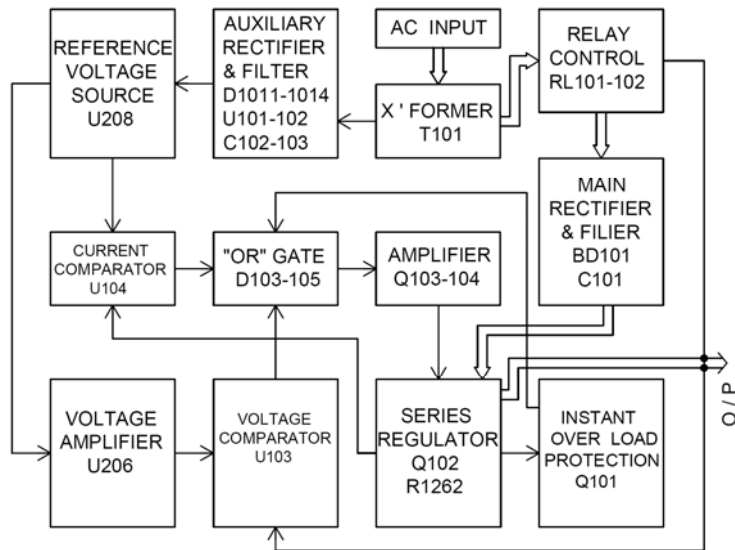 REFERENCE
VOLTAGE
SOURCE
U208
AUXILIARY
RECTIFIER
& FILTER
D1011-1014
U101-102
C102-103
AC INPUT
X ' FORMER
T101
RELAY
CONTROL
RL101-102
MAIN
RECTIFIER
& FILIER
BD101
C101
CURRENT
COMPARATOR
U104
"OR" GATE
D103-105
AMPLIFIER
Q103-104
VOLTAGE
AMPLIFIER
U206
VOLTAGE
COMPARATOR
U103
SERIES
REGULATOR
Q102
R1262
INSTANT
OVER LOAD
PROTECTION
Q101
O / P